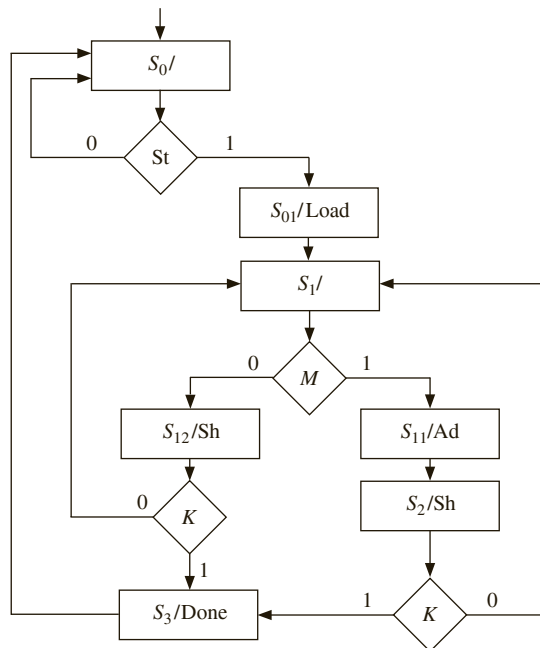 S₀/
0 St 1
S₀₁/Load
S₁/
0 M 1
S₁₂/Sh S₁₁/Ad
0 K S₂/Sh
1
S₃/Done 1 K 0